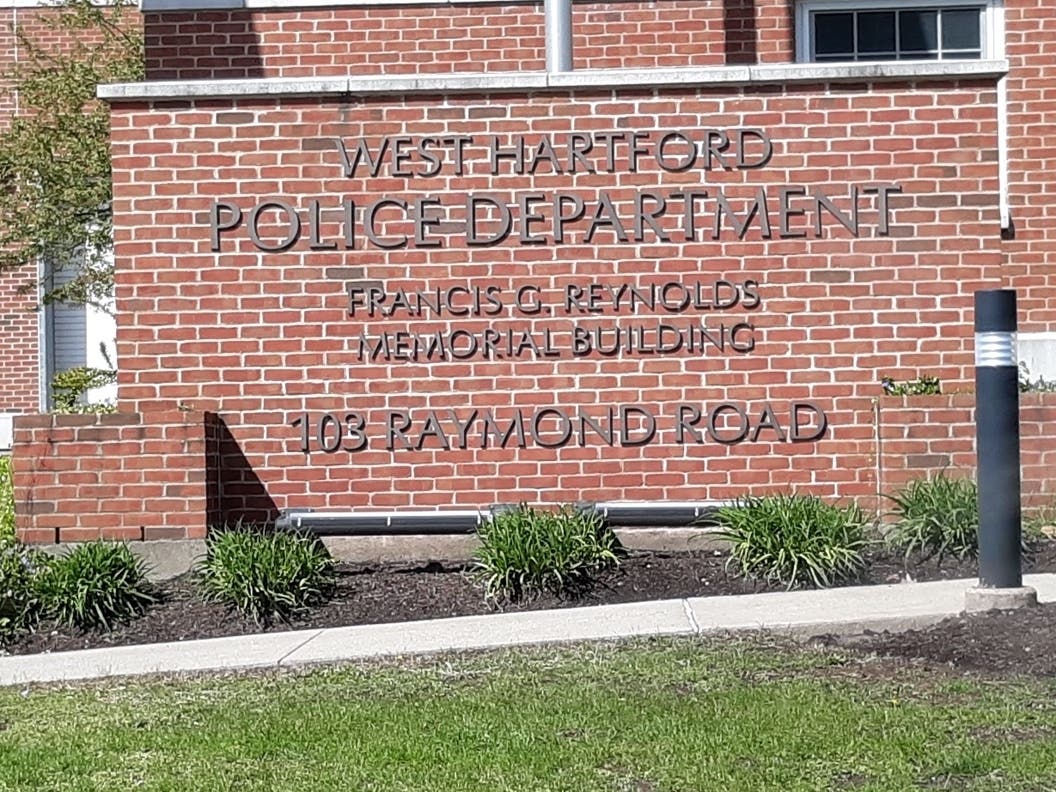 WEST HARTFORD
POLICE DEPARTMENT
FRANCIS G. REYNOLDS
MEMORIAL BUILDING
103 RAYMOND ROAD